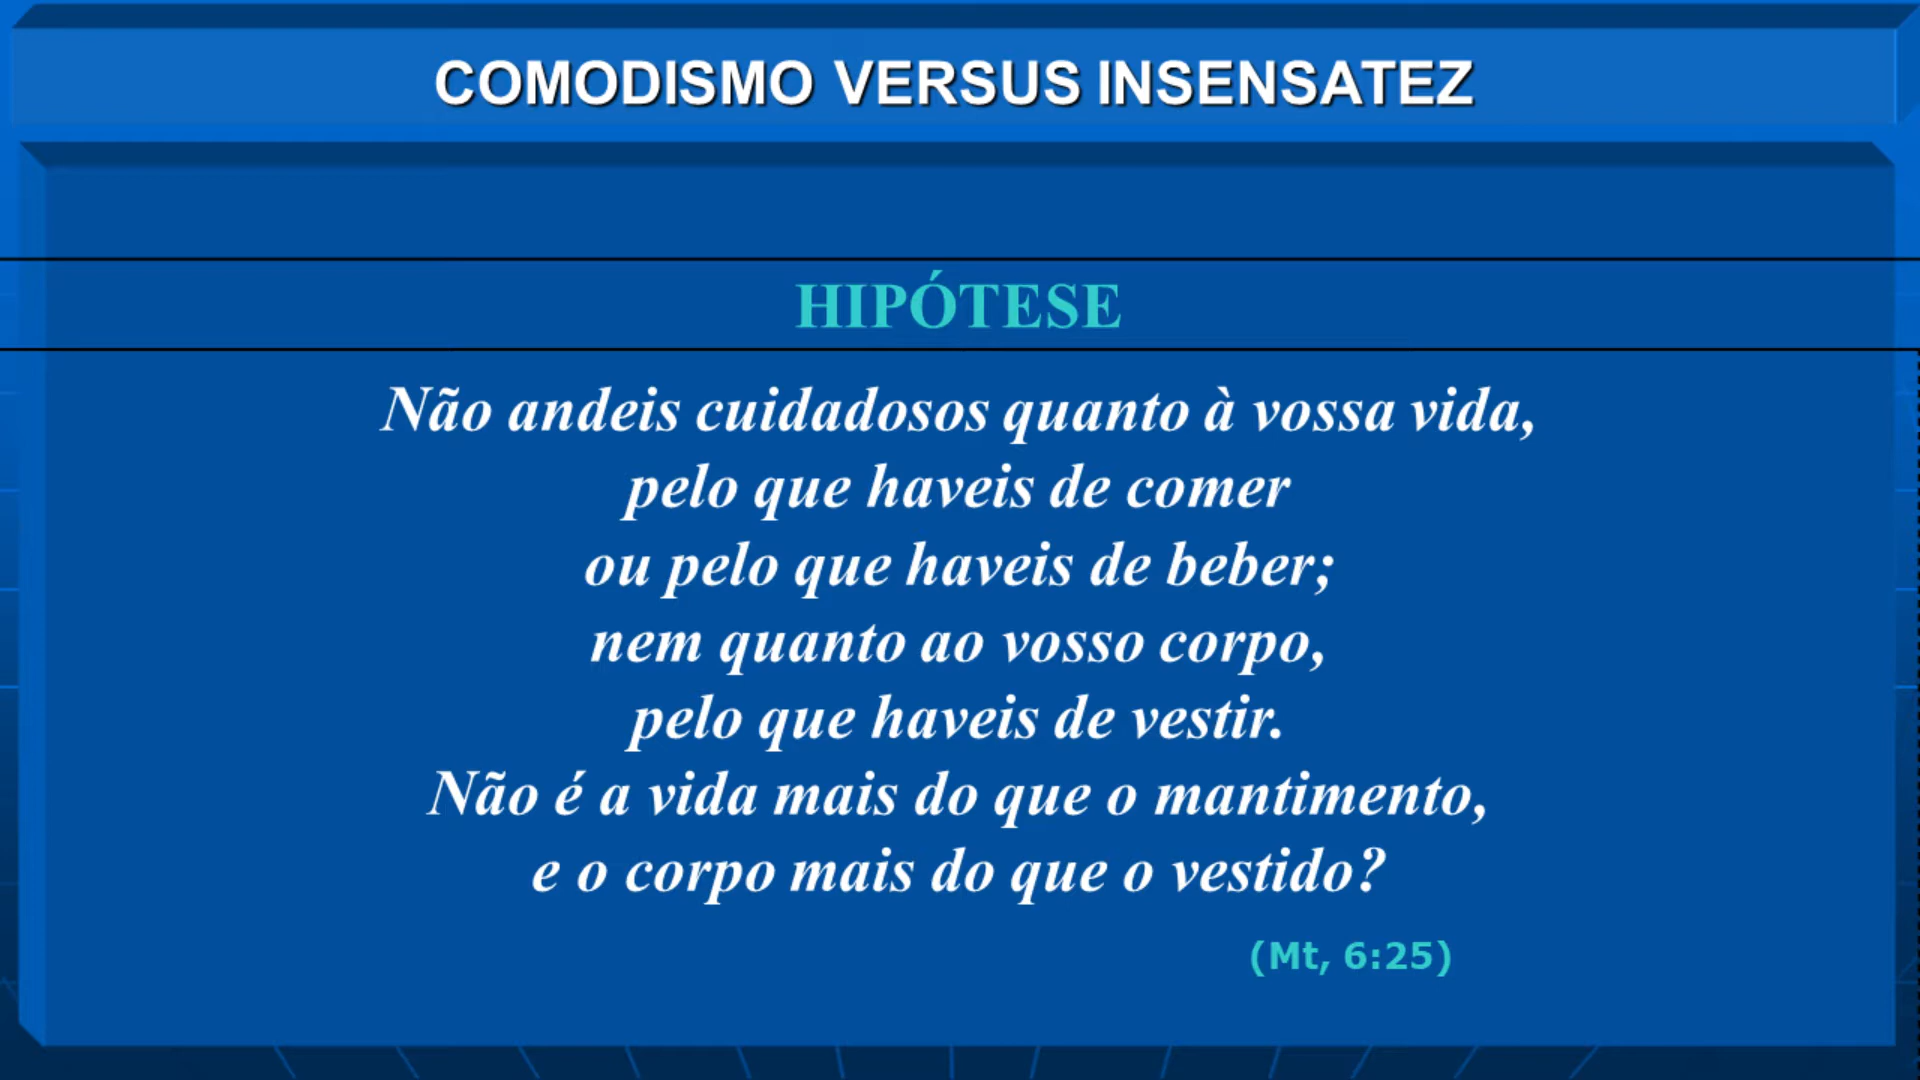 COMODISMO VERSUS INSENSATEZ
HIPÓTESE
Não andeis cuidadosos quanto à vossa vida,
pelo que haveis de comer
ou pelo que haveis de beber;
nem quanto ao vosso corpo,
pelo que haveis de vestir.
Não é a vida mais do que o mantimento,
e o corpo mais do que o vestido?
(Mt, 6:25)